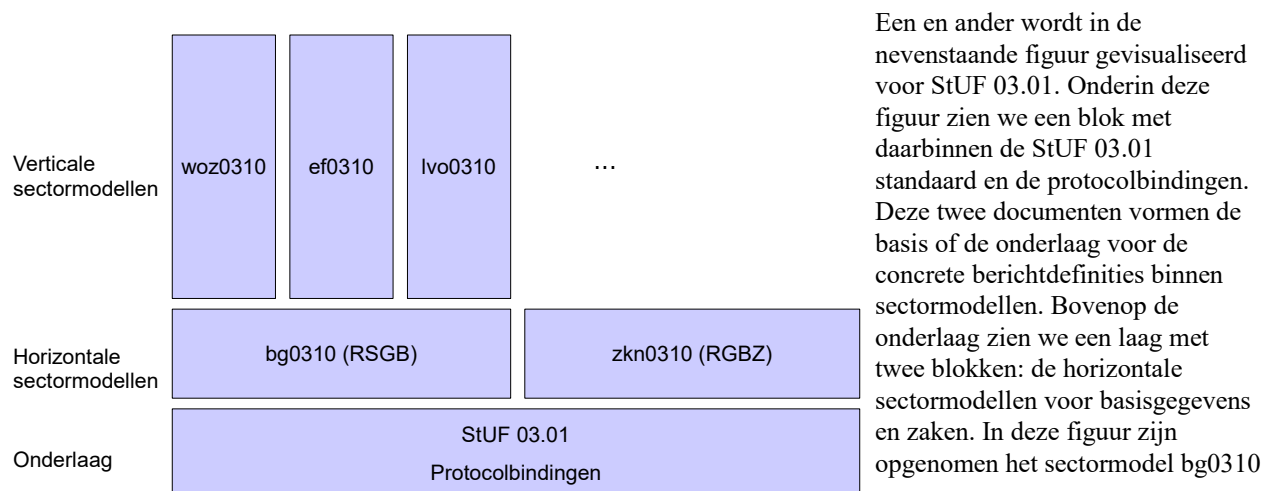 Verticale
sectormodellen
woz0310
ef0310
lvo0310
...
Horizontale
sectormodellen
bg0310 (RSGB)
zkn0310 (RGBZ)
Onderlaag
StUF 03.01
Protocolbindingen
Een en ander wordt in de
nevenstaande figuur gevisualiseerd
voor StUF 03.01. Onderin deze
figuur zien we een blok met
daarbinnen de StUF 03.01
standaard en de protocolbindingen.
Deze twee documenten vormen de
basis of de onderlaag voor de
concrete berichtdefinities binnen
sectormodellen. Bovenop de
onderlaag zien we een laag met
twee blokken: de horizontale
sectormodellen voor basisgegevens
en zaken. In deze figuur zijn
opgenomen het sectormodel bg0310